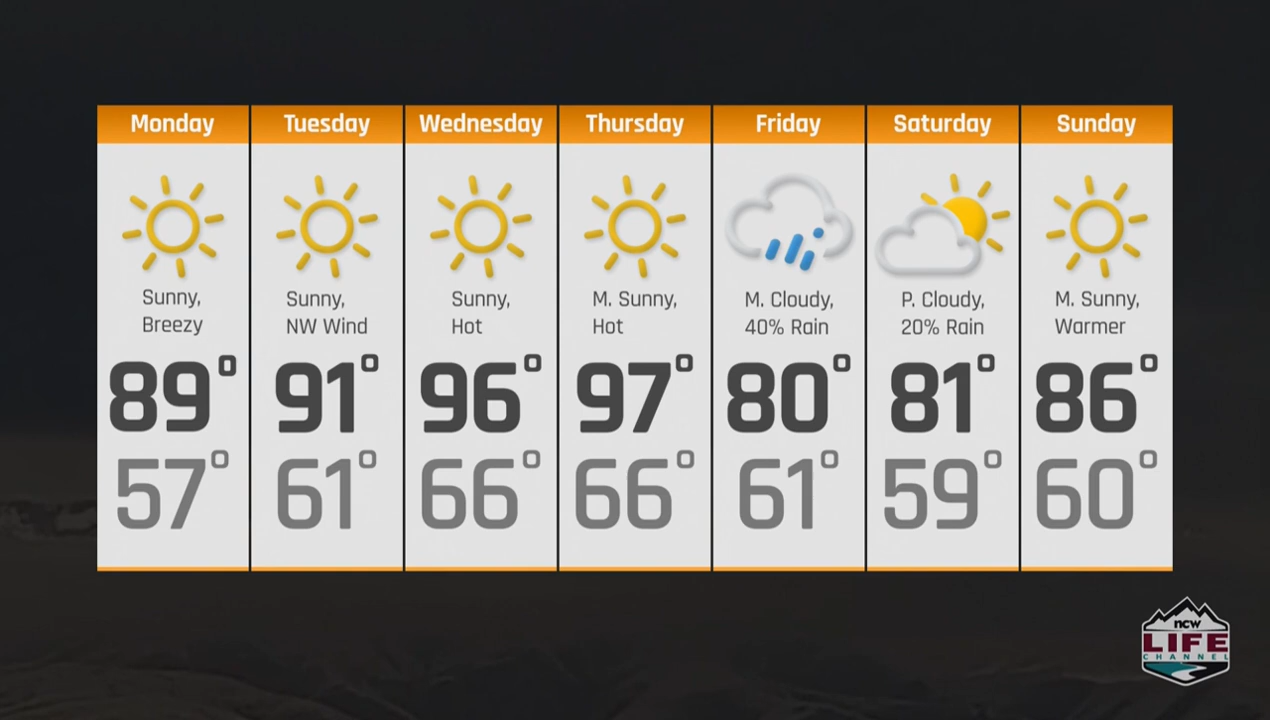 Monday
Sunny,
Breezy
89°
57°
Tuesday
Sunny,
NW Wind
91°
61°
Wednesday
Sunny,
Hot
96°
66°
Thursday
M. Sunny,
Hot
97°
66°
Friday
M. Cloudy,
40% Rain
80°
61°
Saturday
P. Cloudy,
20% Rain
81°
59°
Sunday
M. Sunny,
Warmer
86°
60°
ncw
LIFE
CHANNEL